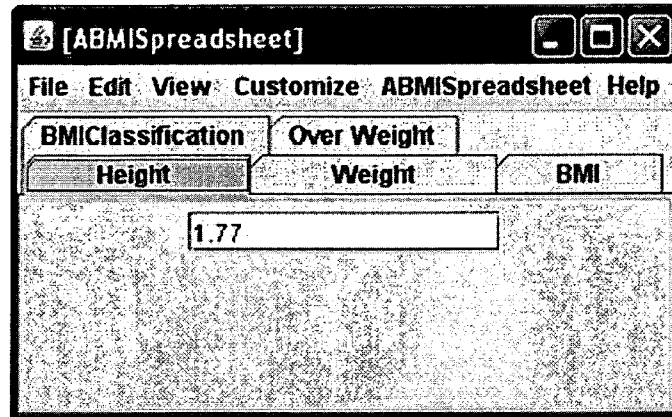 [ABMISpreadsheet]
File Edit View Customize ABMISpreadsheet Help
BMIClassification Over Weight
Height Weight BMI
1.77